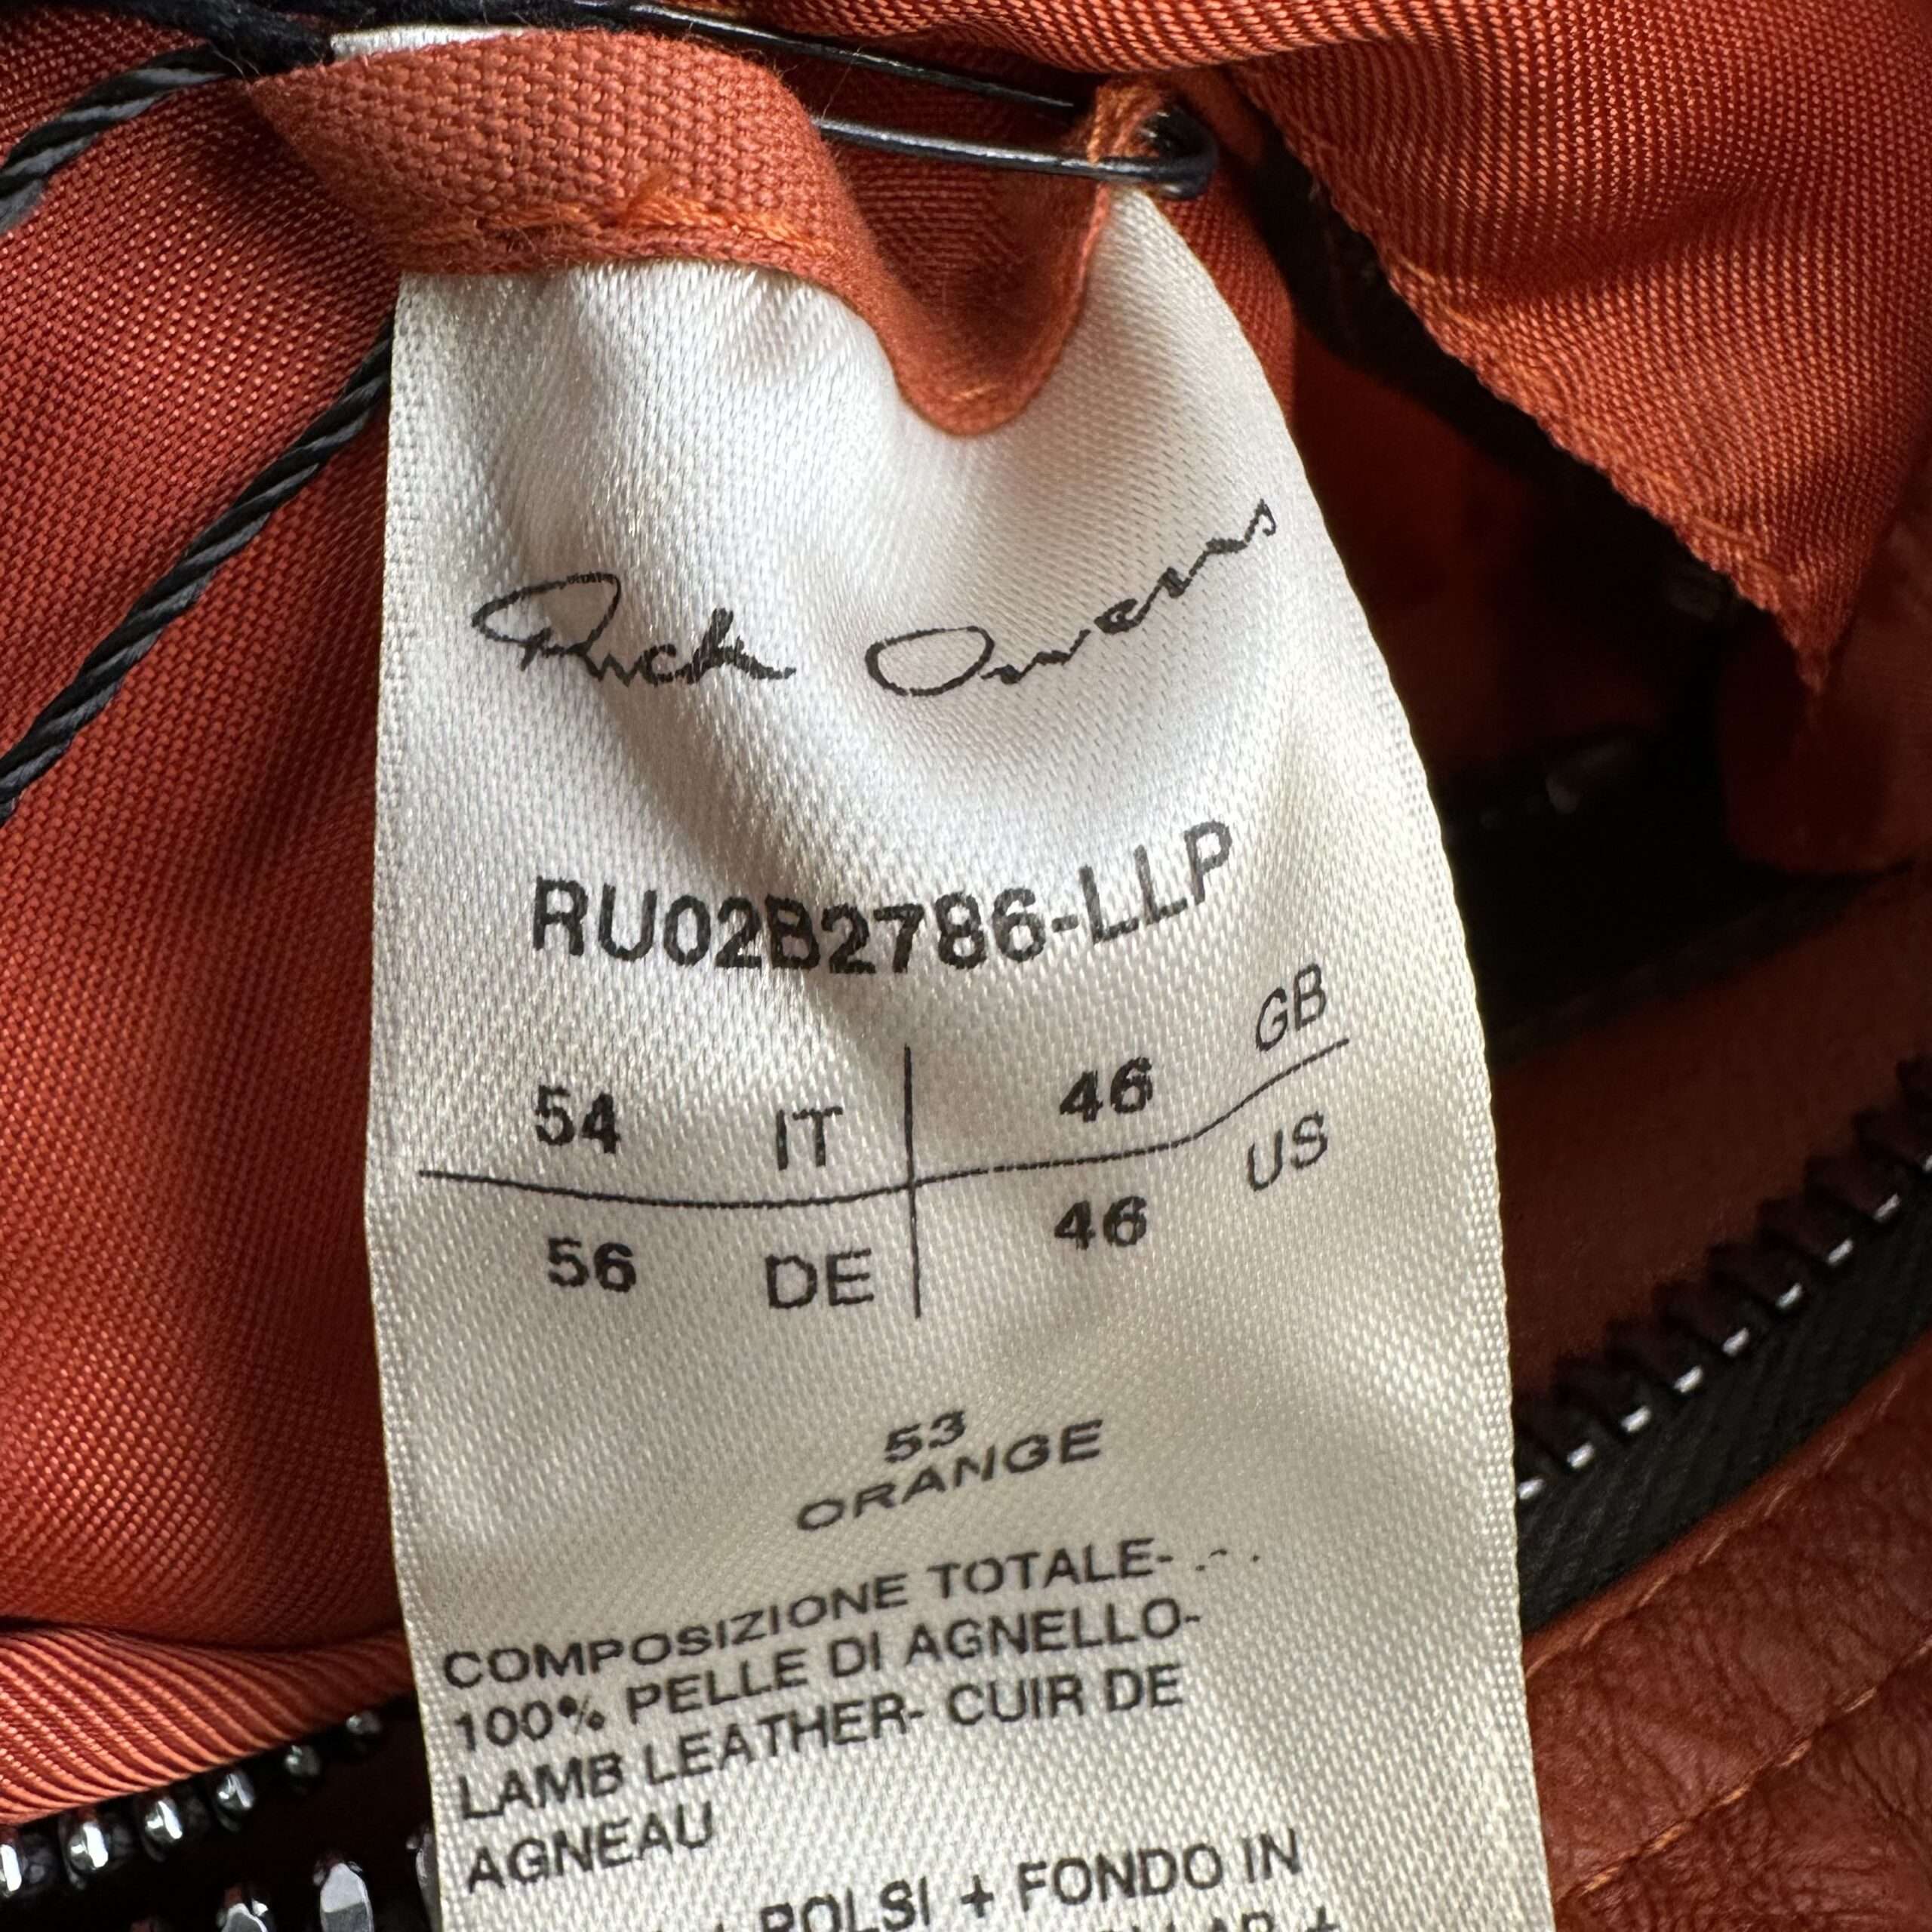 Rick Owens
RU02B2786-LLP
54 IT 46 GB
56 DE 46 US
53
ORANGE
COMPOSIZIONE TOTALE-
100% PELLE DI AGNELLO-
LAMB LEATHER- CUIR DE
AGNEAU
+ POLSI + FONDO IN